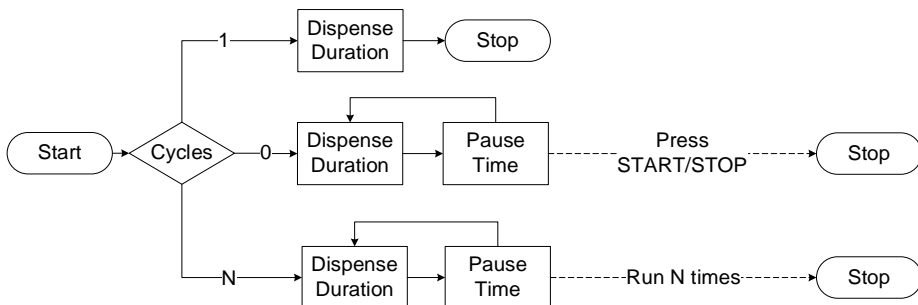 1
Dispense
Duration
Stop
Start
Cycles
0
Dispense
Duration
Pause
Time
Press
START/STOP
Stop
N
Dispense
Duration
Pause
Time
Run N times
Stop